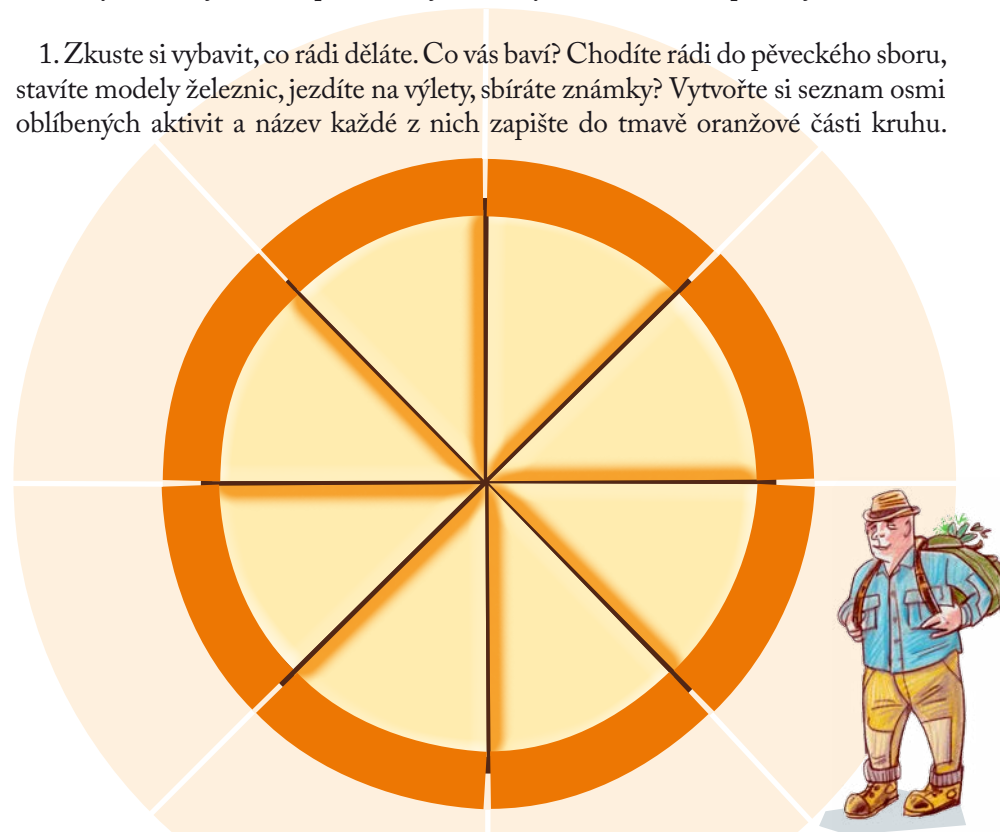 1. Zkuste si vybavit, co rádi děláte. Co vás baví? Chodíte rádi do pěveckého sboru,
stavíte modely železnic, jezdíte na výlety, sbíráte známky? Vytvořte si seznam osmi
oblíbených aktivit a název každé z nich zapište do tmavě oranžové části kruhu.